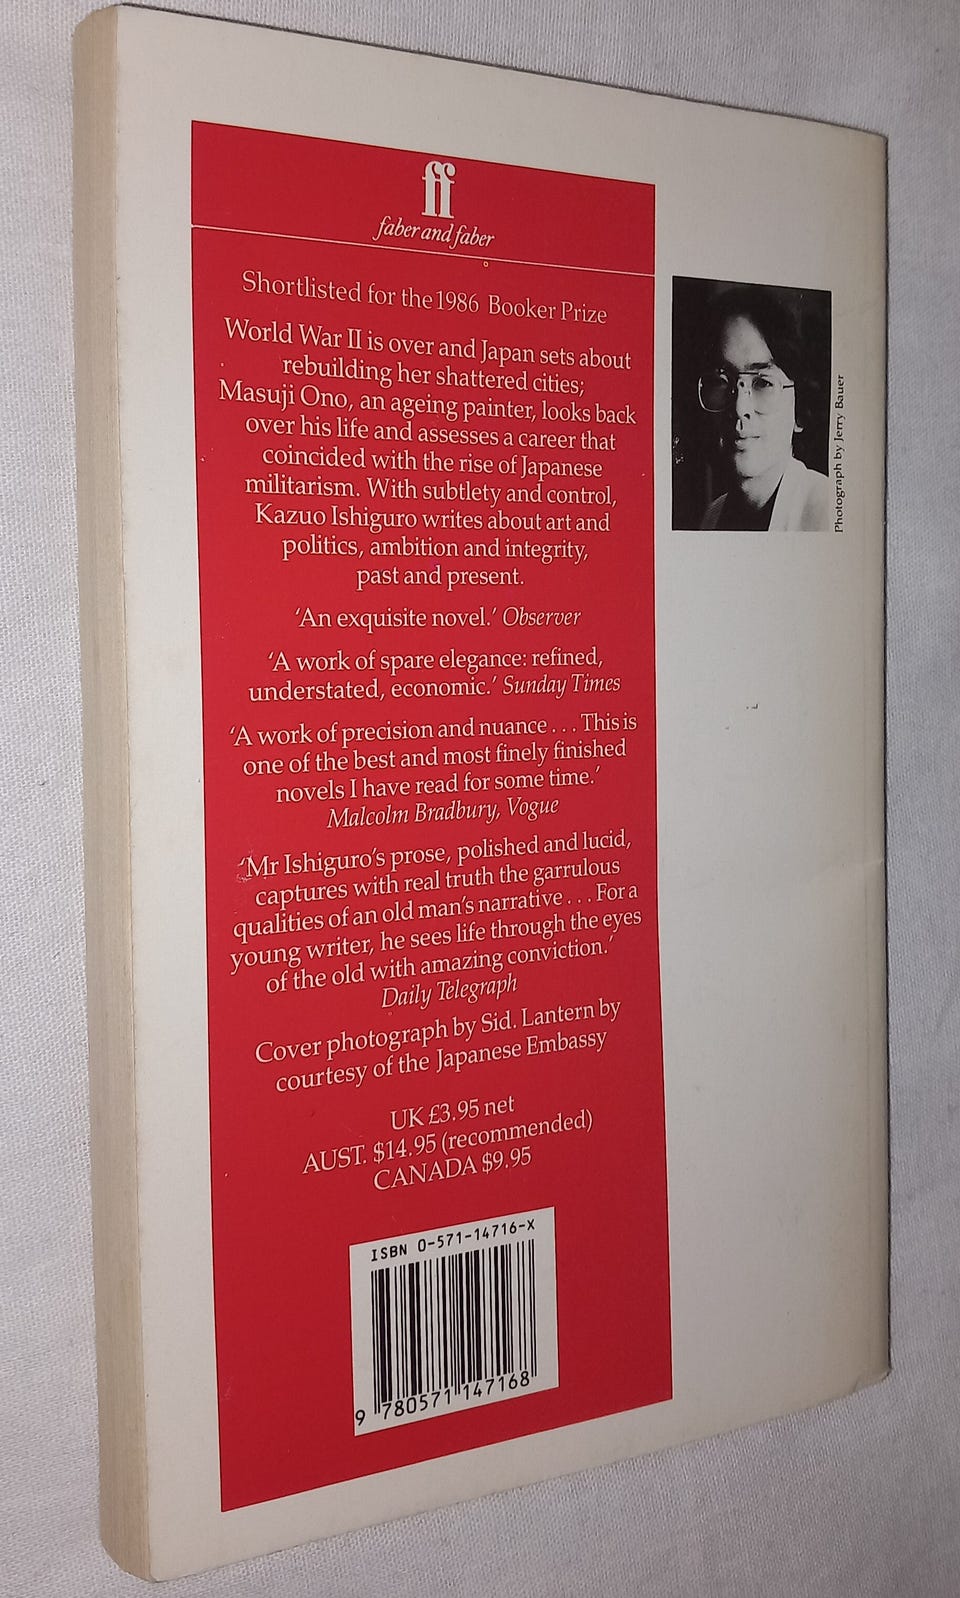 ff
faber and faber
Shortlisted for the 1986 Booker Prize
World War II is over and Japan sets about
rebuilding her shattered cities;
Masuji Ono, an ageing painter, looks back
over his life and assesses a career that
coincided with the rise of Japanese
militarism. With subtlety and control,
Kazuo Ishiguro writes about art and
politics, ambition and integrity,
past and present.
‘An exquisite novel.’ Observer
‘A work of spare elegance: refined,
understated, economic.’ Sunday Times
‘A work of precision and nuance . . . This is
one of the best and most finely finished
novels I have read for some time.’
Malcolm Bradbury, Vogue
‘Mr Ishiguro’s prose, polished and lucid,
captures with real truth the garrulous
qualities of an old man’s narrative . . . For a
young writer, he sees life through the eyes
of the old with amazing conviction.’
Daily Telegraph
Cover photograph by Sid. Lantern by
courtesy of the Japanese Embassy
UK £3.95 net
AUST. $14.95 (recommended)
CANADA $9.95
ISBN 0-571-14716-X
9 780571 147168
Photograph by Jerry Bauer